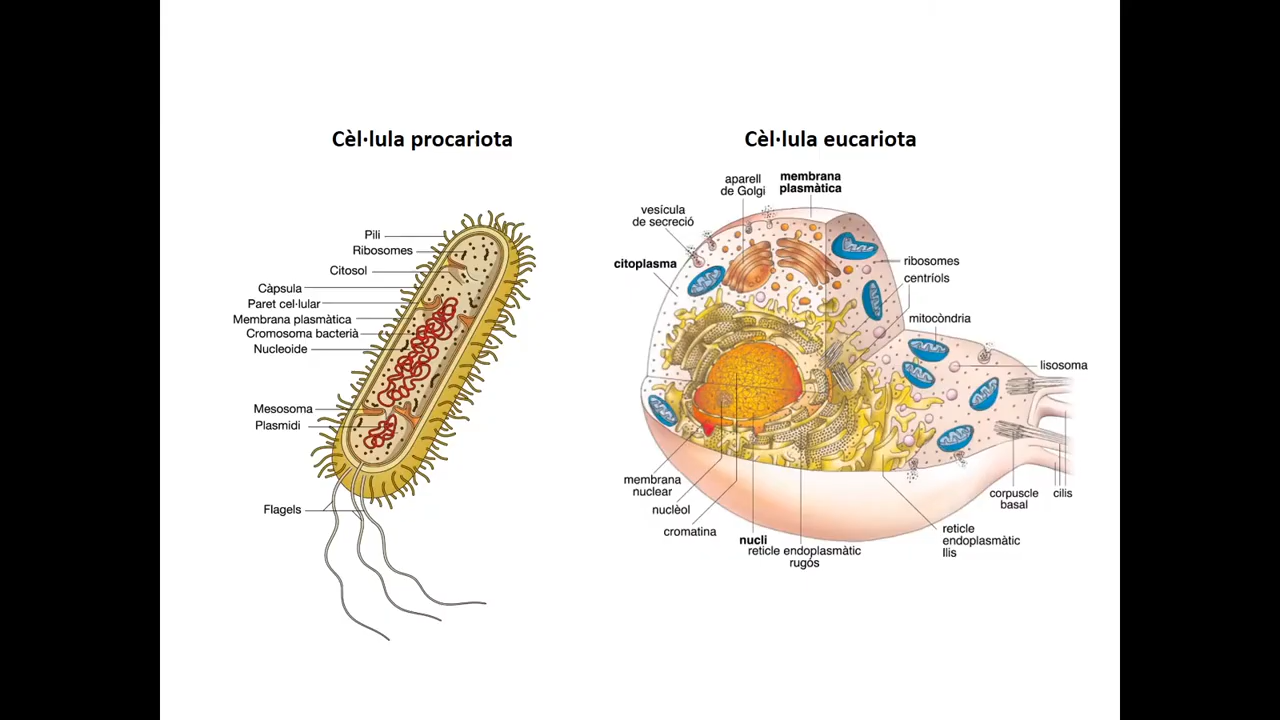 Cèl·lula procariota
Pili
Ribosomes
Citosol
Càpsula
Paret cel·lular
Membrana plasmàtica
Cromosoma bacterià
Nucleoide
Mesosoma
Plasmidi
Flagels
Cèl·lula eucariota
aparell
de Golgi
membrana
plasmàtica
vesícula
de secreció
citoplasma
ribosomes
centríols
mitocòndria
lisosoma
membrana
nuclear
nuclèol
cromatina
nucli
reticle endoplasmàtic
rugós
reticle
endoplasmàtic
llis
corpuscle
basal
cilis